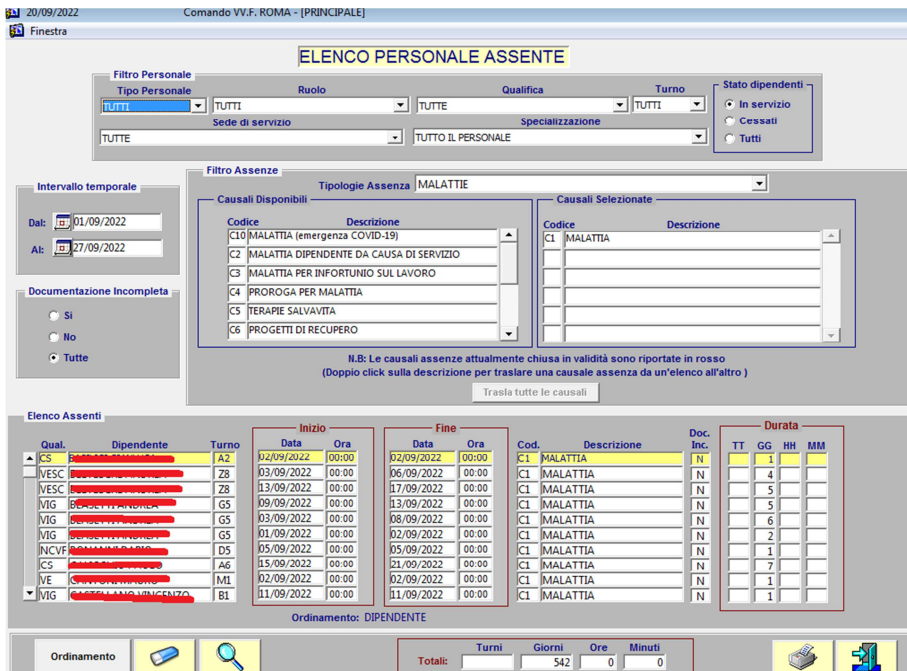 20/09/2022 Comando VV.F. ROMA - [PRINCIPALE]
Finestra
ELENCO PERSONALE ASSENTE
Filtro Personale
Tipo Personale Ruolo Qualifica Turno Stato dipendenti
TUTTI TUTTI TUTTE TUTTI In servizio
Sede di servizio Specializzazione Cessati
TUTTE TUTTO IL PERSONALE Tutti
Filtro Assenze
Intervallo temporale Tipologie Assenza MALATTIE
Causali Disponibili Causali Selezionate
Codice Descrizione Codice Descrizione
Dal: 01/09/2022 C10 MALATTIA (emergenza COVID-19) C1 MALATTIA
Al: 27/09/2022 C2 MALATTIA DIPENDENTE DA CAUSA DI SERVIZIO
C3 MALATTIA PER INFORTUNIO SUL LAVORO
Documentazione Incompleta C4 PROROGA PER MALATTIA
Si C5 TERAPIE SALVAVITA
No C6 PROGETTI DI RECUPERO
Tutte N.B: Le causali assenze attualmente chiusa in validità sono riportate in rosso
(Doppio click sulla descrizione per traslare una causale assenza da un'elenco all'altro )
Trasla tutte le causali
Elenco Assenti
Inizio Fine Durata
Qual. Dipendente Turno Data Ora Data Ora Cod. Descrizione Doc. Inc. TT GG HH MM
CS A2 02/09/2022 00:00 02/09/2022 00:00 C1 MALATTIA N 1
VESC Z8 03/09/2022 00:00 06/09/2022 00:00 C1 MALATTIA N 4
VESC Z8 13/09/2022 00:00 17/09/2022 00:00 C1 MALATTIA N 5
VIG G5 09/09/2022 00:00 13/09/2022 00:00 C1 MALATTIA N 5
VIG G5 03/09/2022 00:00 08/09/2022 00:00 C1 MALATTIA N 6
VIG G5 01/09/2022 00:00 02/09/2022 00:00 C1 MALATTIA N 2
NCVF D5 05/09/2022 00:00 05/09/2022 00:00 C1 MALATTIA N 1
CS A6 15/09/2022 00:00 21/09/2022 00:00 C1 MALATTIA N 7
VE M1 02/09/2022 00:00 02/09/2022 00:00 C1 MALATTIA N 1
VIG B1 11/09/2022 00:00 11/09/2022 00:00 C1 MALATTIA N 1
Ordinamento: DIPENDENTE
Turni Giorni Ore Minuti
Ordinamento Totali: 542 0 0